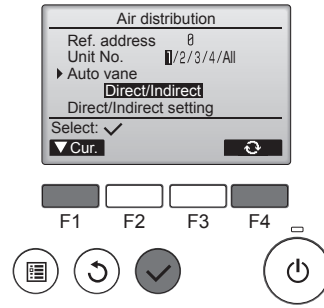 Air distribution
Ref. address 0
Unit No. 1/2/3/4/All
Auto vane
Direct/Indirect
Direct/Indirect setting
Select:
Cur.
F1 F2 F3 F4